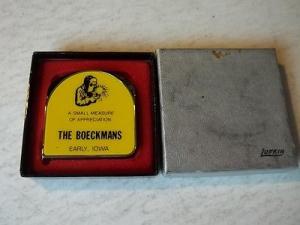 A SMALL MEASURE
OF APPRECIATION
THE BOECKMANS
EARLY, IOWA
LUFKIN